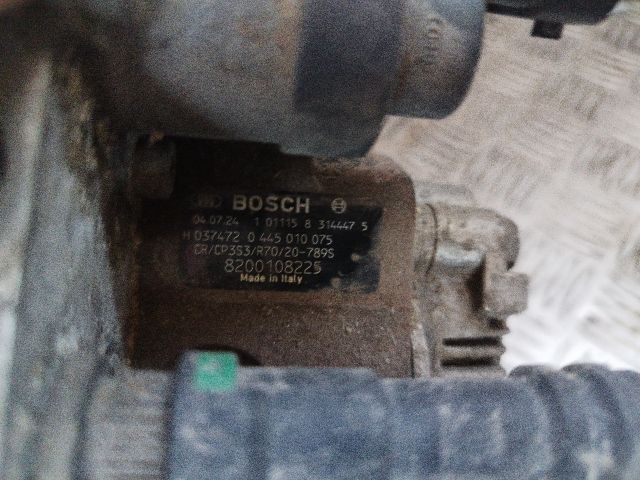 BOSCH
04.07.24 1 01115 8 314447 5
H 037472 0 445 010 075
CR/CP3S3/R70/20-789S
8200108225
Made in Italy